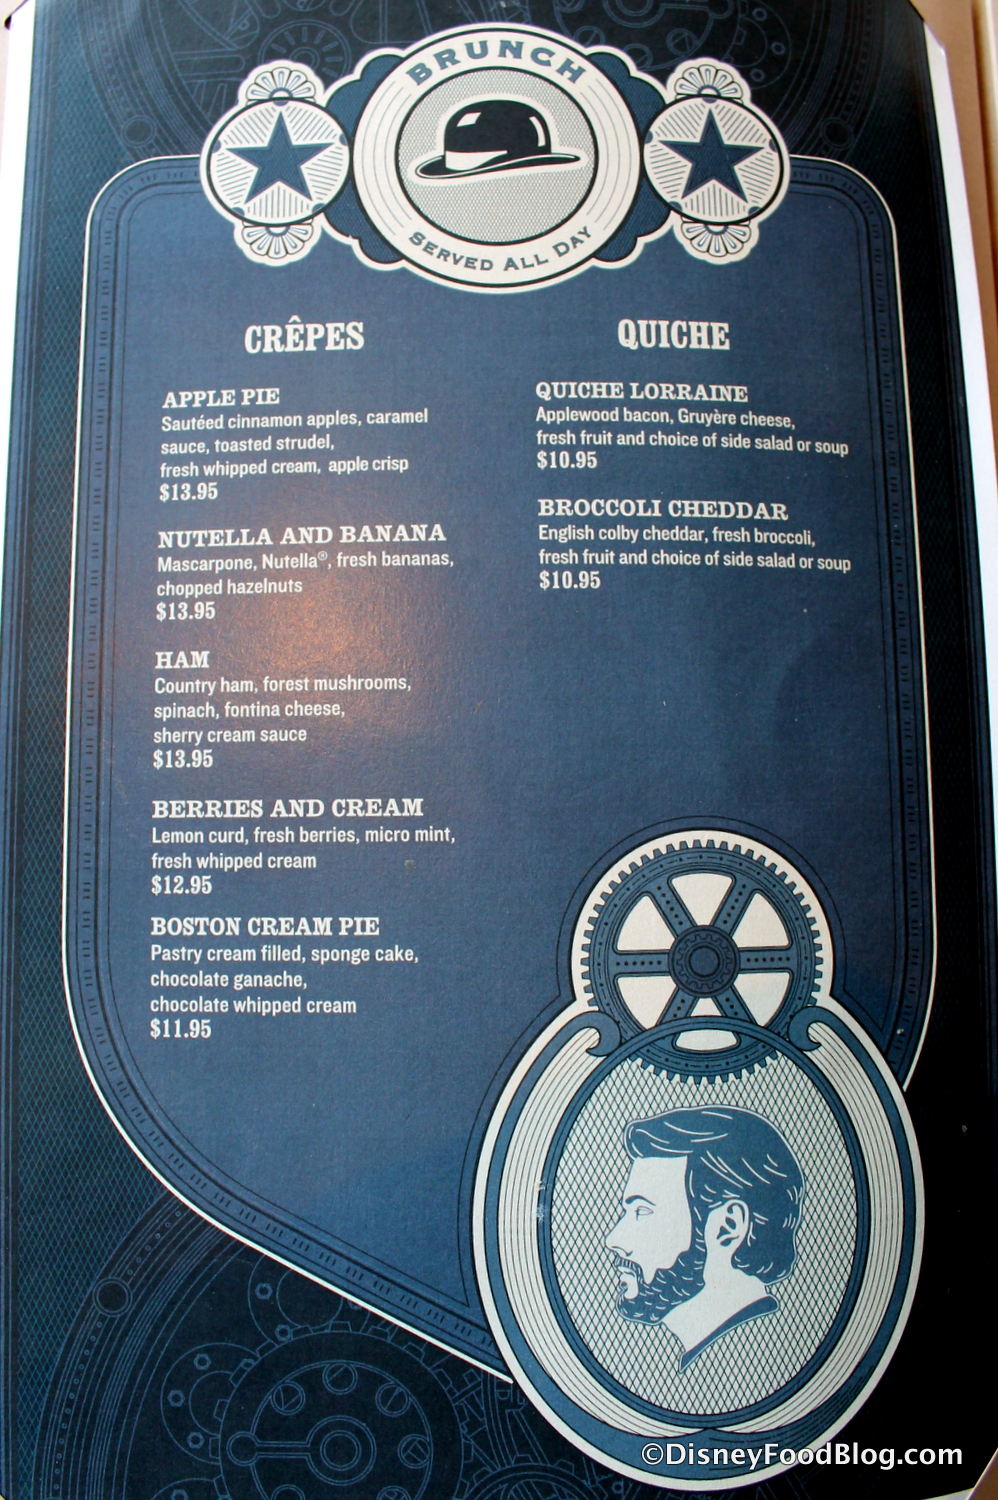 BRUNCH
SERVED ALL DAY
CRÊPES
APPLE PIE
Sautéed cinnamon apples, caramel
sauce, toasted strudel,
fresh whipped cream, apple crisp
$13.95
NUTELLA AND BANANA
Mascarpone, Nutella®, fresh bananas,
chopped hazelnuts
$13.95
HAM
Country ham, forest mushrooms,
spinach, fontina cheese,
sherry cream sauce
$13.95
BERRIES AND CREAM
Lemon curd, fresh berries, micro mint,
fresh whipped cream
$12.95
BOSTON CREAM PIE
Pastry cream filled, sponge cake,
chocolate ganache,
chocolate whipped cream
$11.95
QUICHE
QUICHE LORRAINE
Applewood bacon, Gruyère cheese,
fresh fruit and choice of side salad or soup
$10.95
BROCCOLI CHEDDAR
English colby cheddar, fresh broccoli,
fresh fruit and choice of side salad or soup
$10.95
©DisneyFoodBlog.com